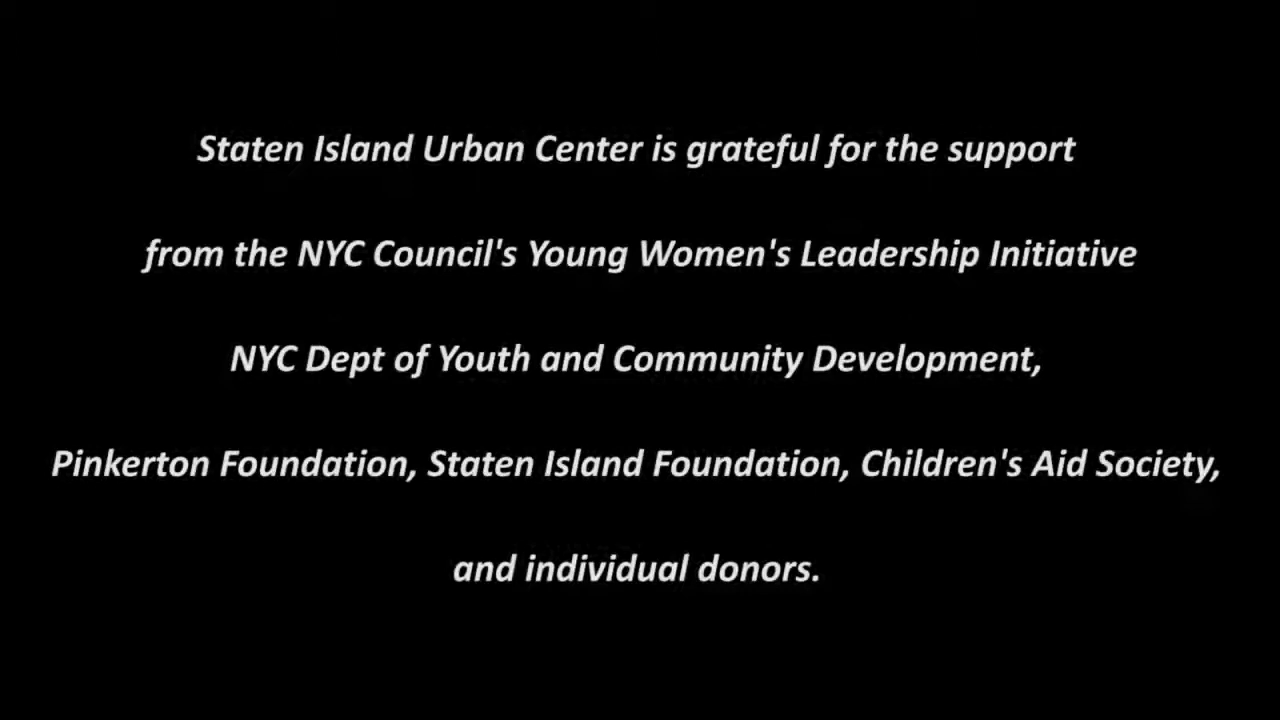 Staten Island Urban Center is grateful for the support
from the NYC Council's Young Women's Leadership Initiative
NYC Dept of Youth and Community Development,
Pinkerton Foundation, Staten Island Foundation, Children's Aid Society,
and individual donors.